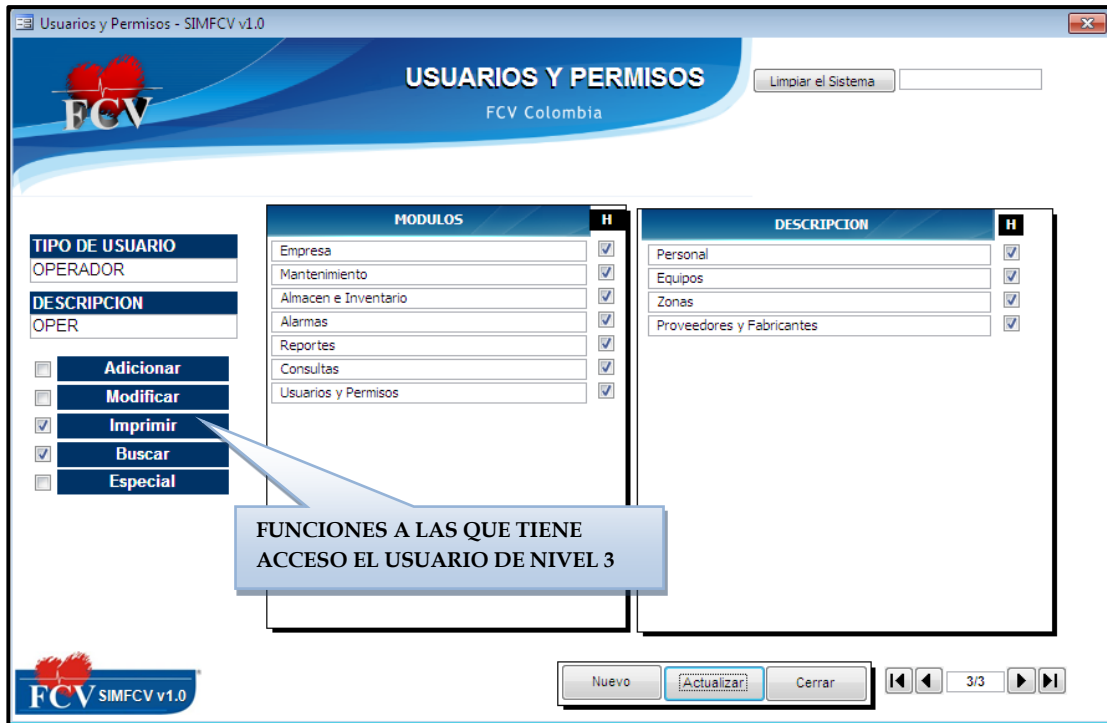 Usuarios y Permisos - SIMFCV v1.0
FCV
USUARIOS Y PERMISOS
FCV Colombia
Limpiar el Sistema
MODULOS H
DESCRIPCION H
TIPO DE USUARIO
OPERADOR
DESCRIPCION
OPER
Adicionar
Modificar
Imprimir
Buscar
Especial
Empresa
Mantenimiento
Almacen e Inventario
Alarmas
Reportes
Consultas
Usuarios y Permisos
Personal
Equipos
Zonas
Proveedores y Fabricantes
FUNCIONES A LAS QUE TIENE
ACCESO EL USUARIO DE NIVEL 3
FCV SIMFCV v1.0
Nuevo
Actualizar
Cerrar
3/3